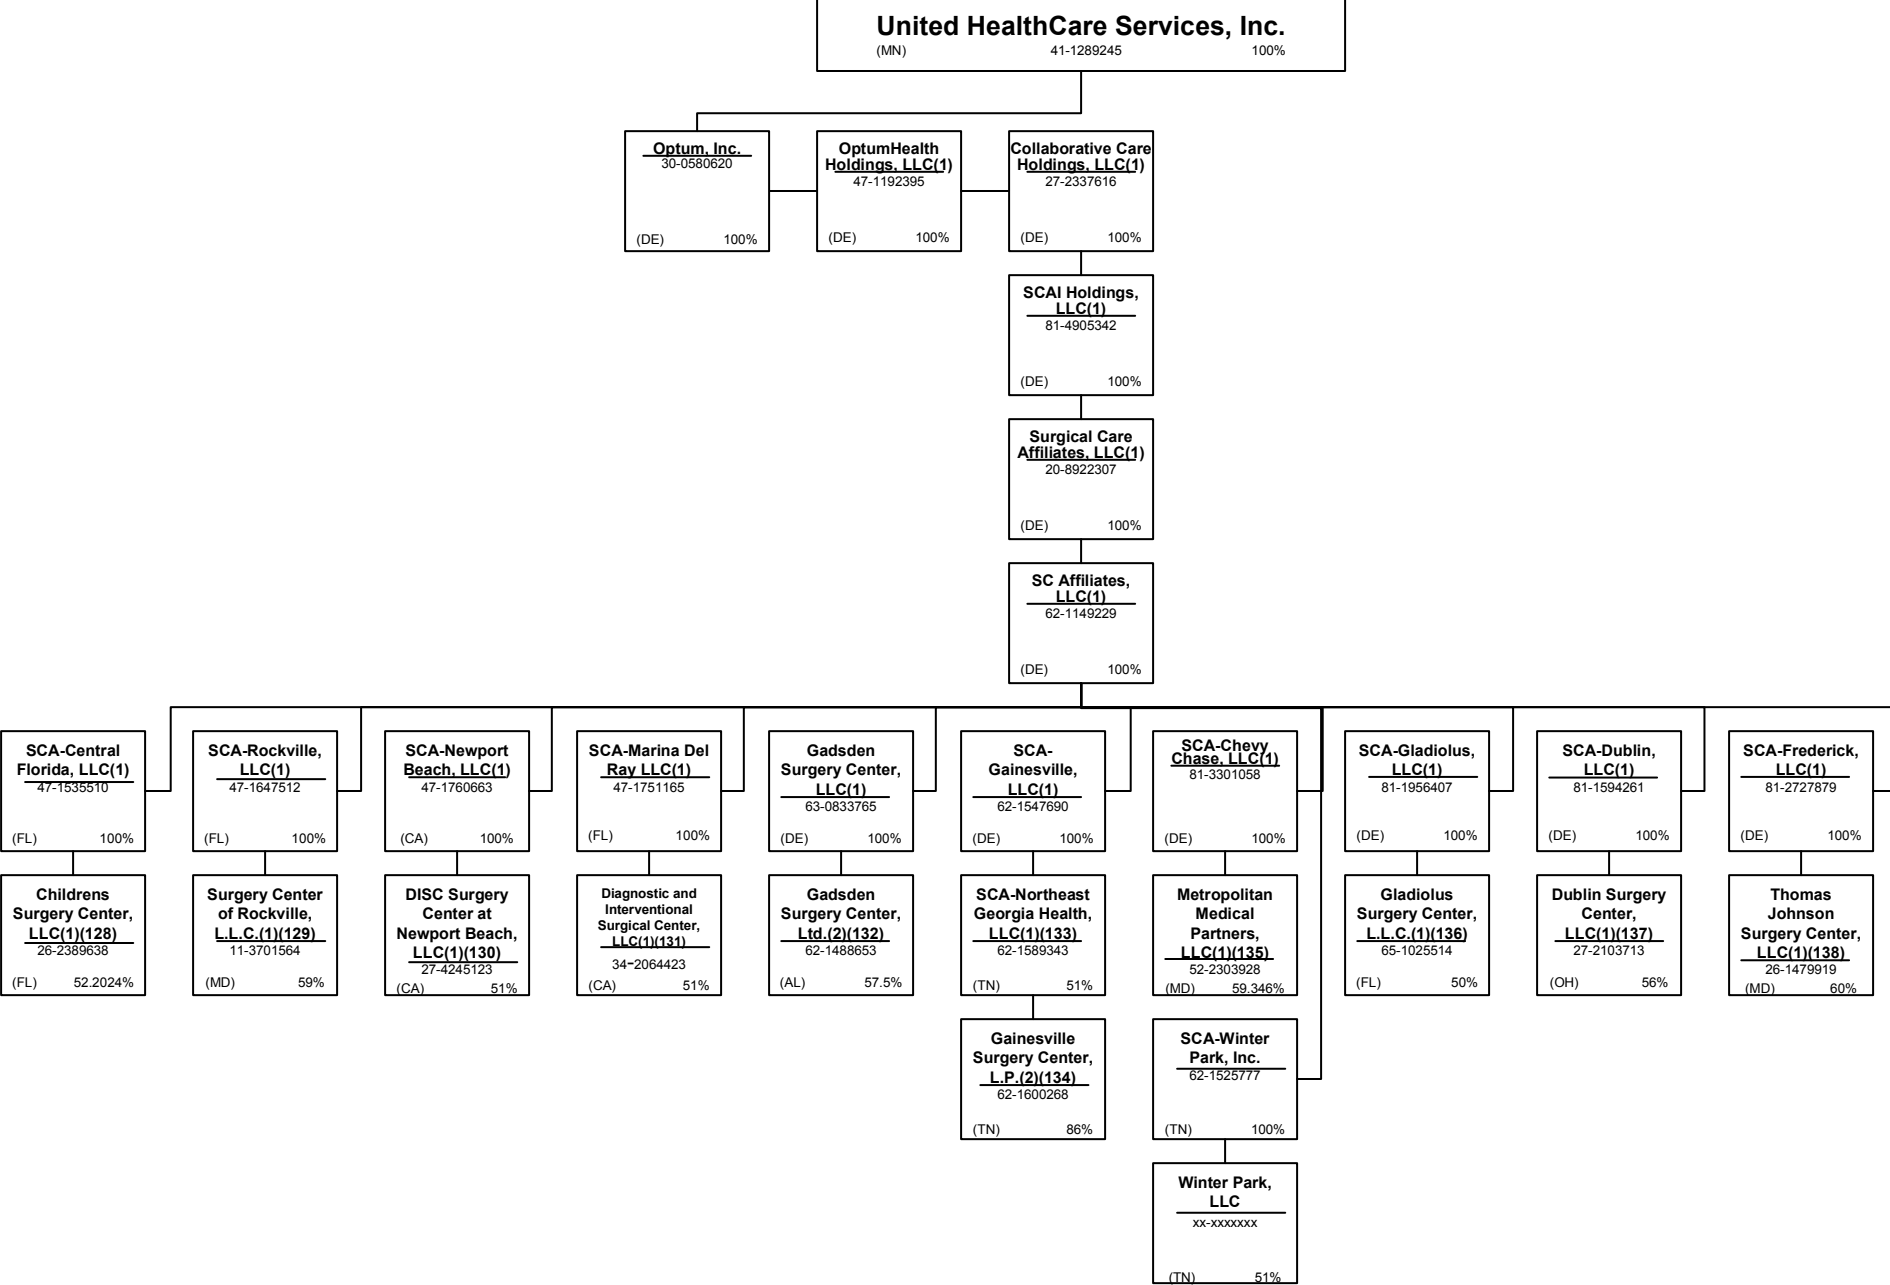 United HealthCare Services, Inc.
(MN) 41-1289245 100%
Optum, Inc.
30-0580620
(DE) 100%
OptumHealth
Holdings, LLC(1)
47-1192395
(DE) 100%
Collaborative Care
Holdings, LLC(1)
27-2337616
(DE) 100%
SCAI Holdings,
LLC(1)
81-4905342
(DE) 100%
Surgical Care
Affiliates, LLC(1)
20-8922307
(DE) 100%
SC Affiliates,
LLC(1)
62-1149229
(DE) 100%
SCA-Central
Florida, LLC(1)
47-1535510
(FL) 100%
SCA-Rockville,
LLC(1)
47-1647512
(FL) 100%
SCA-Newport
Beach, LLC(1)
47-1760663
(CA) 100%
SCA-Marina Del
Ray LLC(1)
47-1751165
(FL) 100%
Gadsden
Surgery Center,
LLC(1)
63-0833765
(DE) 100%
SCA-
Gainesville,
LLC(1)
62-1547690
(DE) 100%
SCA-Chevy
Chase, LLC(1)
81-3301058
(DE) 100%
SCA-Gladiolus,
LLC(1)
81-1956407
(DE) 100%
SCA-Dublin,
LLC(1)
81-1594261
(DE) 100%
SCA-Frederick,
LLC(1)
81-2727879
(DE) 100%
Childrens
Surgery Center,
LLC(1)(128)
26-2389638
(FL) 52.2024%
Surgery Center
of Rockville,
L.L.C.(1)(129)
11-3701564
(MD) 59%
DISC Surgery
Center at
Newport Beach,
LLC(1)(130)
27-4245123
(CA) 51%
Diagnostic and
Interventional
Surgical Center,
LLC(1)(131)
34-2064423
(CA) 51%
Gadsden
Surgery Center,
Ltd.(2)(132)
62-1488653
(AL) 57.5%
SCA-Northeast
Georgia Health,
LLC(1)(133)
62-1589343
(TN) 51%
Metropolitan
Medical
Partners,
LLC(1)(135)
52-2303928
(MD) 59.346%
Gladiolus
Surgery Center,
L.L.C.(1)(136)
65-1025514
(FL) 50%
Dublin Surgery
Center,
LLC(1)(137)
27-2103713
(OH) 56%
Thomas
Johnson
Surgery Center,
LLC(1)(138)
26-1479919
(MD) 60%
Gainesville
Surgery Center,
L.P.(2)(134)
62-1600268
(TN) 86%
SCA-Winter
Park, Inc.
62-1525777
(TN) 100%
Winter Park,
LLC
xx-xxxxxxx
(TN) 51%